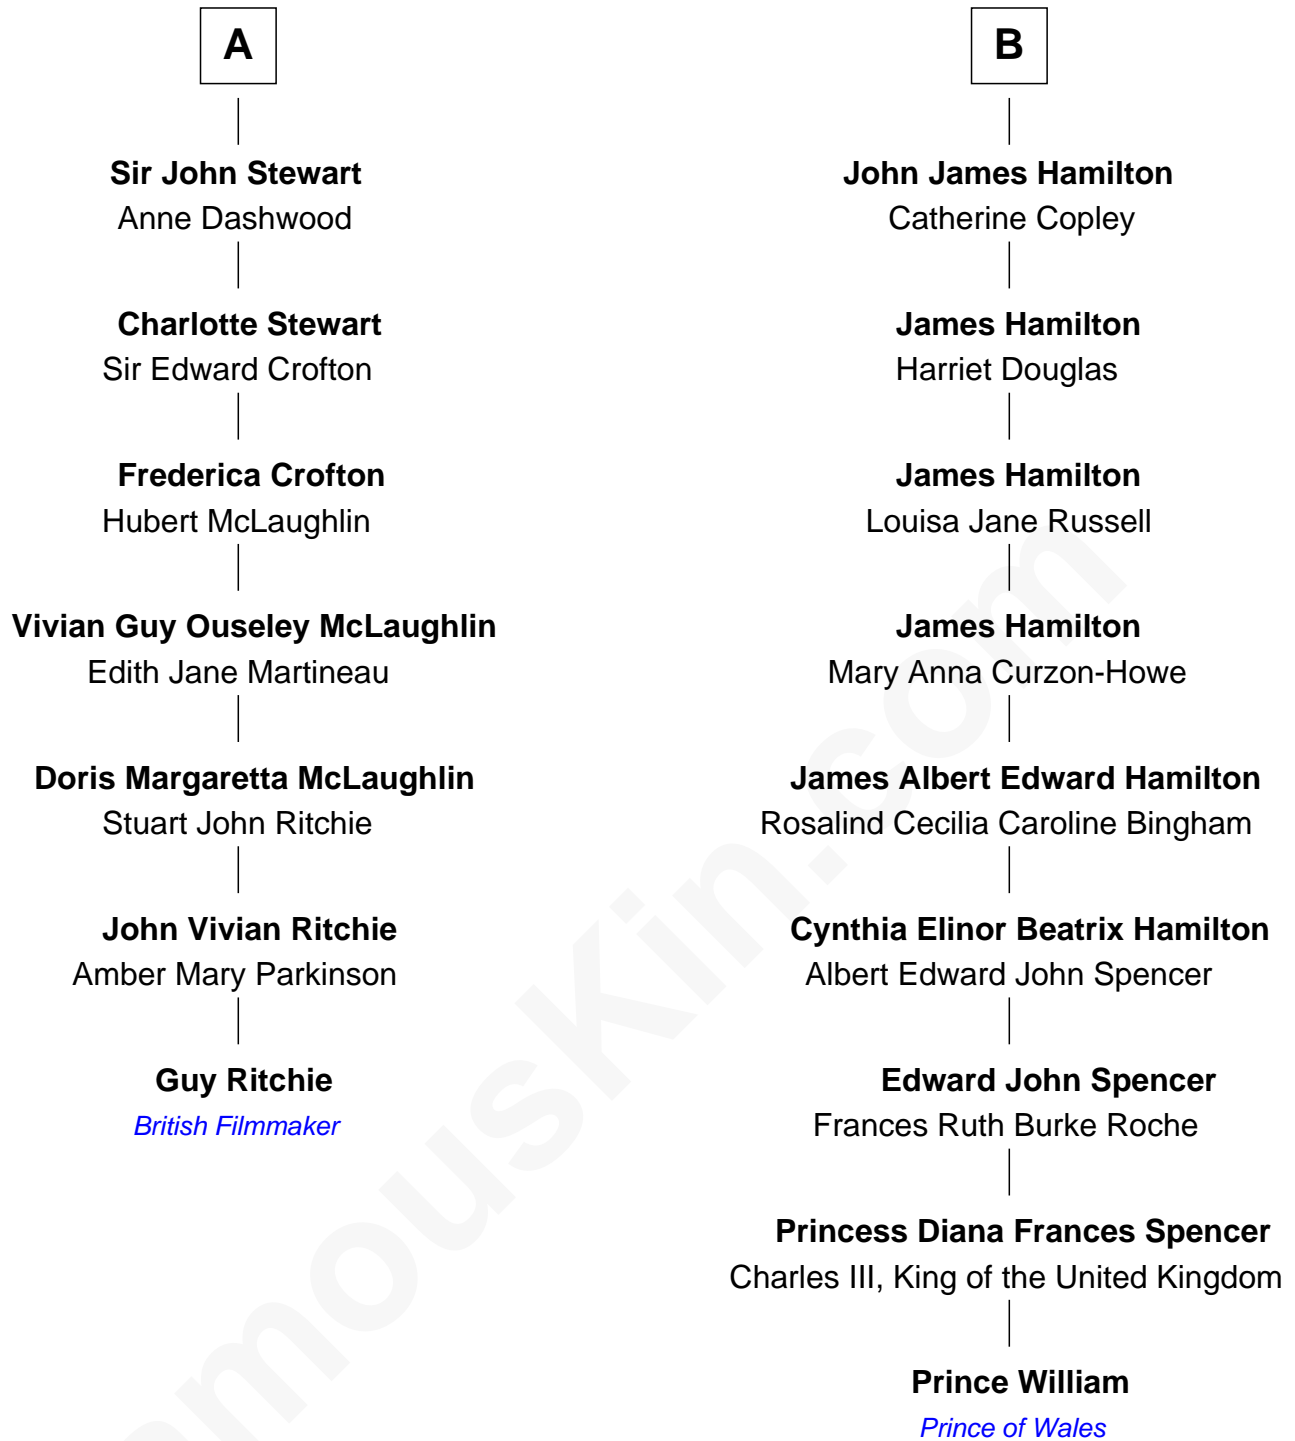 A
Sir John Stewart
Anne Dashwood
Charlotte Stewart
Sir Edward Crofton
Frederica Crofton
Hubert McLaughlin
Vivian Guy Ouseley McLaughlin
Edith Jane Martineau
Doris Margaretta McLaughlin
Stuart John Ritchie
John Vivian Ritchie
Amber Mary Parkinson
Guy Ritchie
British Filmmaker
B
John James Hamilton
Catherine Copley
James Hamilton
Harriet Douglas
James Hamilton
Louisa Jane Russell
James Hamilton
Mary Anna Curzon-Howe
James Albert Edward Hamilton
Rosalind Cecilia Caroline Bingham
Cynthia Elinor Beatrix Hamilton
Albert Edward John Spencer
Edward John Spencer
Frances Ruth Burke Roche
Princess Diana Frances Spencer
Charles III, King of the United Kingdom
Prince William
Prince of Wales
mousKin.com